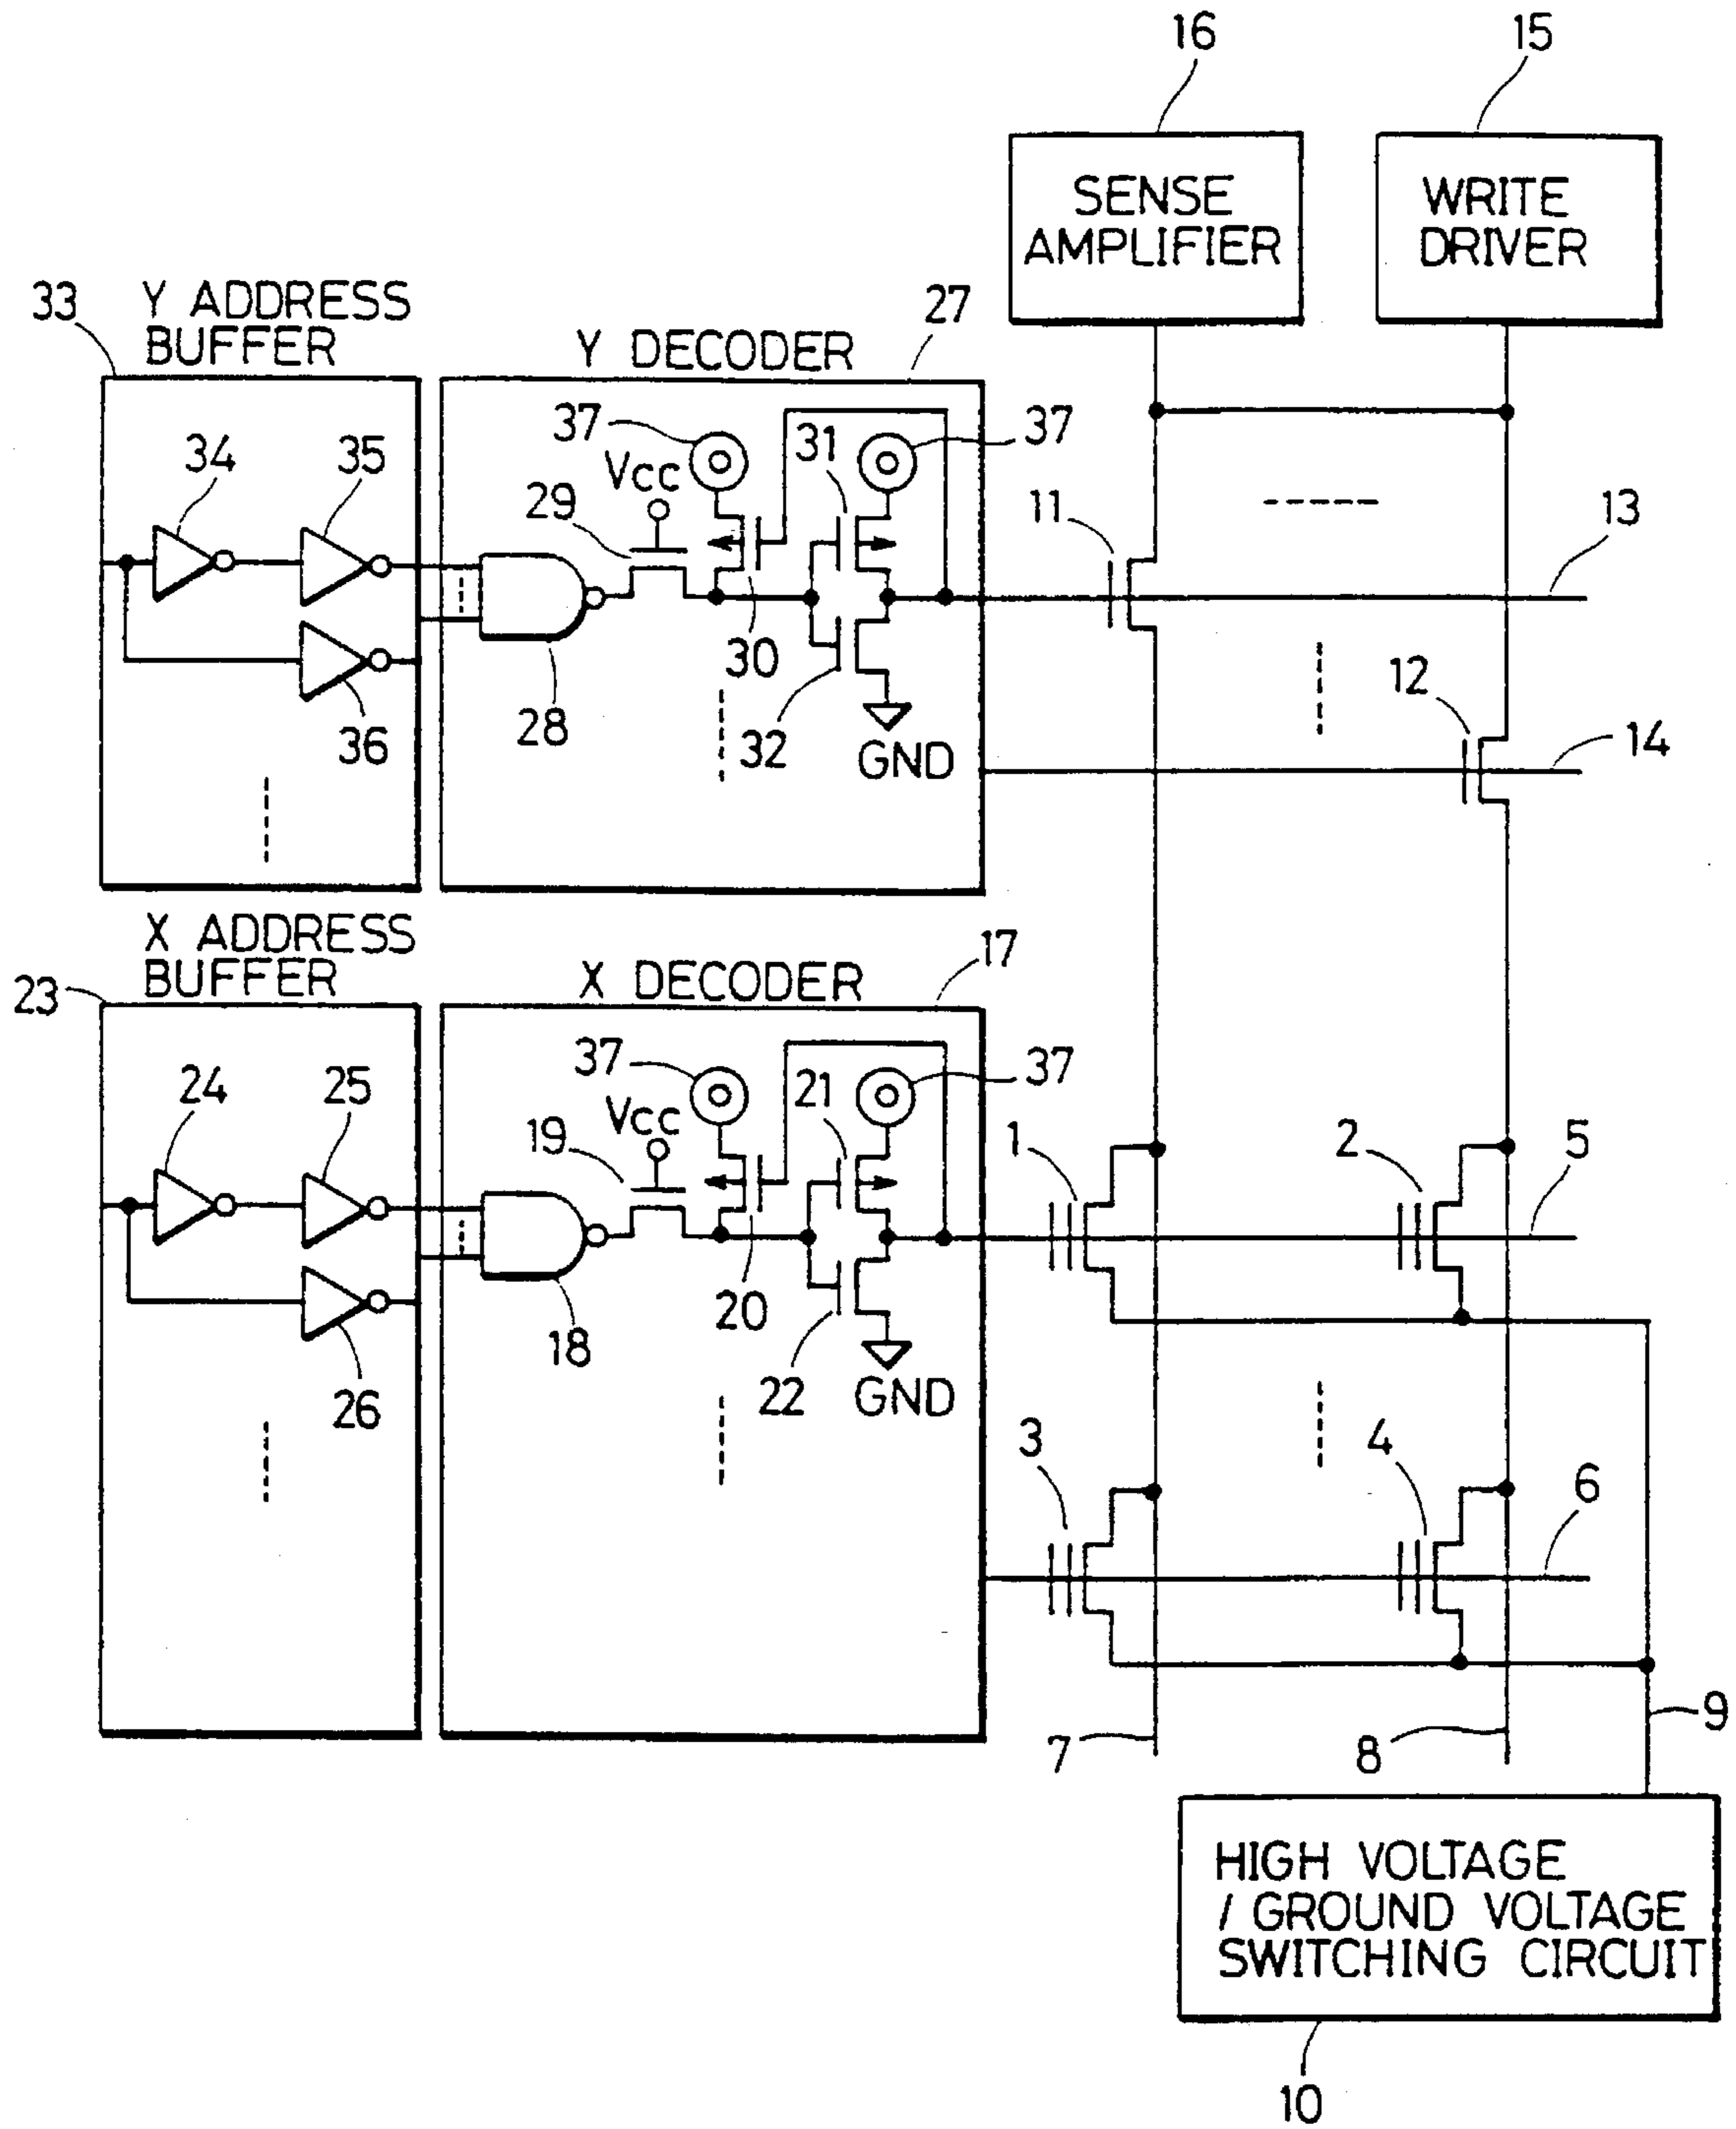 16
15
SENSE
AMPLIFIER
WRITE
DRIVER
33
Y ADDRESS
BUFFER
Y DECODER
27
37
37
34
35
Vcc
31
29
11
13
30
12
28
32
36
GND
14
X ADDRESS
BUFFER
X DECODER
17
23
37
37
24
25
Vcc
21
19
1
2
5
20
18
22
GND
26
3
4
6
7
8
9
HIGH VOLTAGE
/ GROUND VOLTAGE
SWITCHING CIRCUIT
10